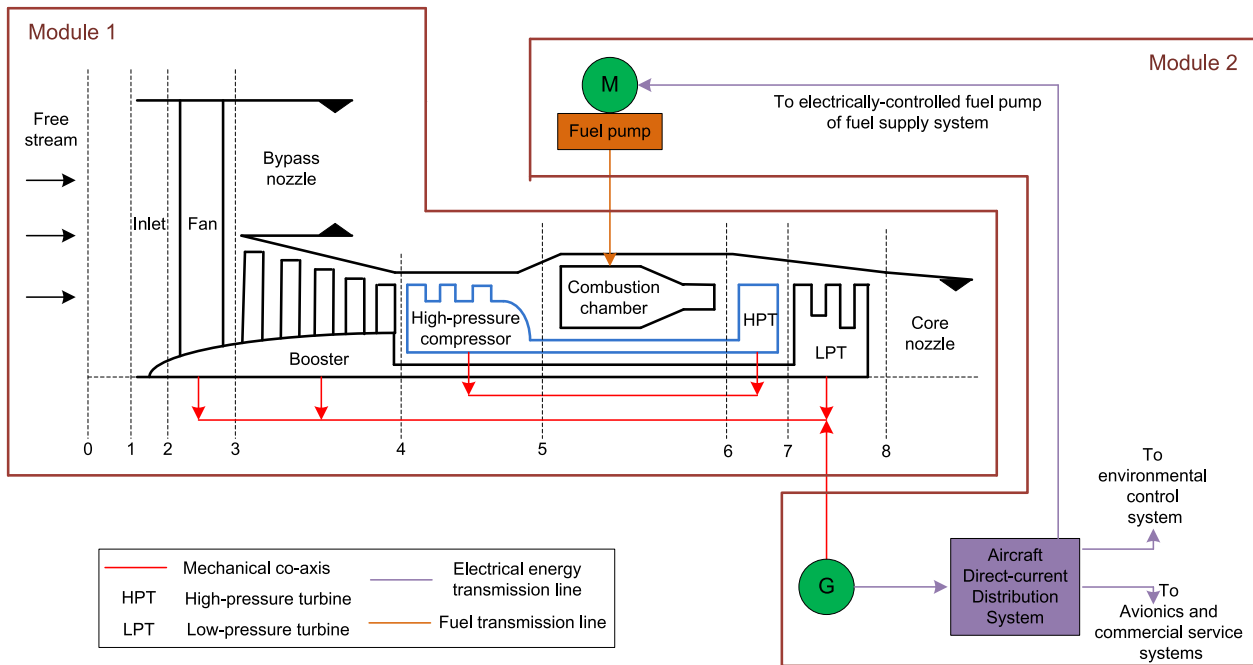 Module 1
Module 2
M
Fuel pump
To electrically-controlled fuel pump
of fuel supply system
Free
stream
Bypass
nozzle
Inlet
Fan
Combustion
chamber
High-pressure
compressor
HPT
LPT
Core
nozzle
Booster
0
1
2
3
4
5
6
7
8
To
environmental
control
system
G
Aircraft
Direct-current
Distribution
System
To
Avionics and
commercial service
systems
Mechanical co-axis
HPT
High-pressure turbine
LPT
Low-pressure turbine
Electrical energy
transmission line
Fuel transmission line